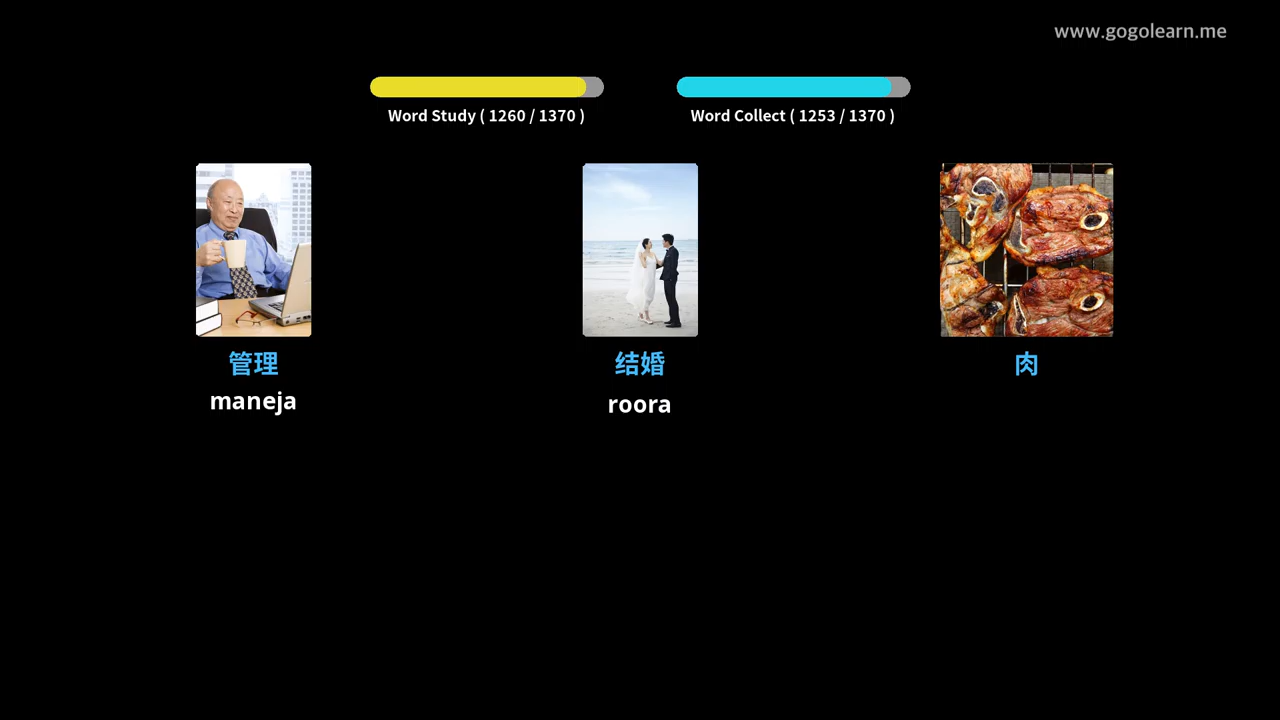 www.gogolearn.me
Word Study ( 1260 / 1370 )
Word Collect ( 1253 / 1370 )
管理
结婚
肉
maneja
roora